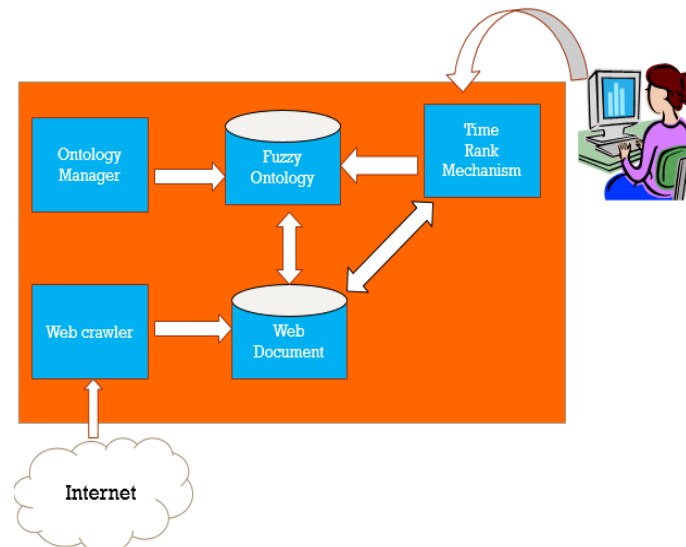 Ontology
Manager
Fuzzy
Ontology
Time
Rank
Mechanism
Web crawler
Web
Document
Internet